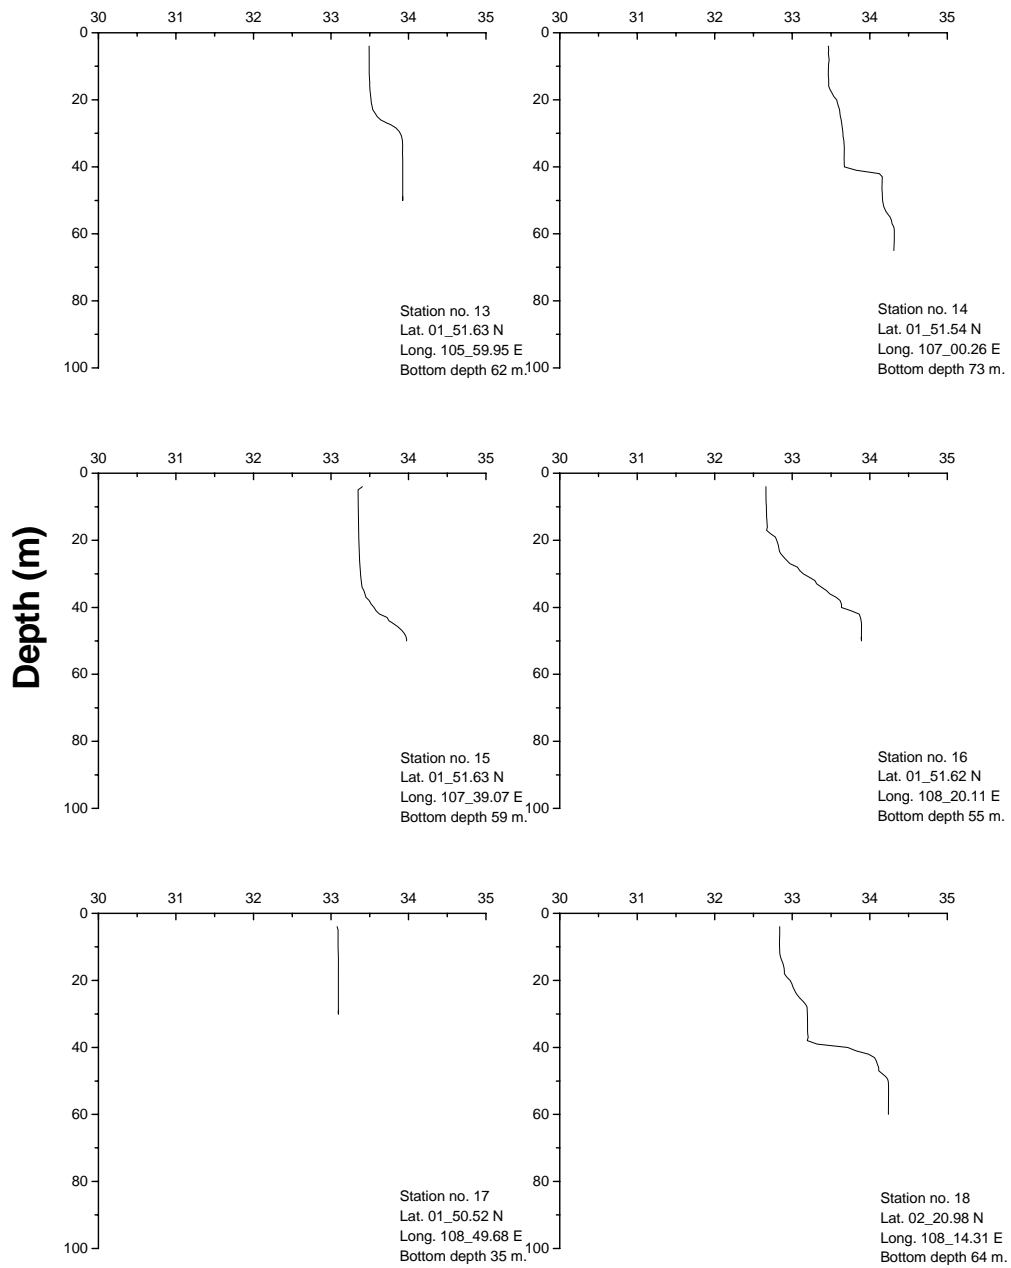 30 31 32 33 34 35
0
20
40
60
80
100
Station no. 13
Lat. 01_51.63 N
Long. 105_59.95 E
Bottom depth 62 m.
30 31 32 33 34 35
0
20
40
60
80
100
Station no. 14
Lat. 01_51.54 N
Long. 107_00.26 E
Bottom depth 73 m.
Depth (m)
30 31 32 33 34 35
0
20
40
60
80
100
Station no. 15
Lat. 01_51.63 N
Long. 107_39.07 E
Bottom depth 59 m.
30 31 32 33 34 35
0
20
40
60
80
100
Station no. 16
Lat. 01_51.62 N
Long. 108_20.11 E
Bottom depth 55 m.
30 31 32 33 34 35
0
20
40
60
80
100
Station no. 17
Lat. 01_50.52 N
Long. 108_49.68 E
Bottom depth 35 m.
30 31 32 33 34 35
0
20
40
60
80
100
Station no. 18
Lat. 02_20.98 N
Long. 108_14.31 E
Bottom depth 64 m.